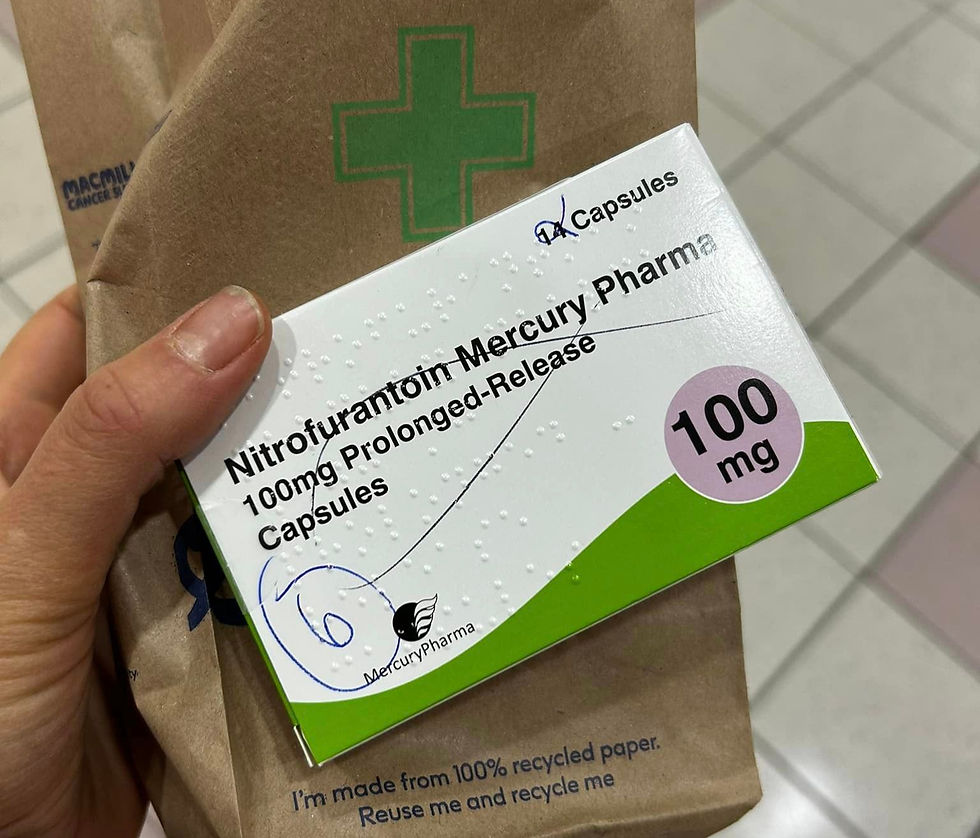 MACMILL
CANCER
14 Capsules
Nitrofurantoin Mercury Pharma
100mg Prolonged-Release
Capsules
100
mg
6
MercuryPharma
I'm made from 100% recycled paper.
Reuse me and recycle me